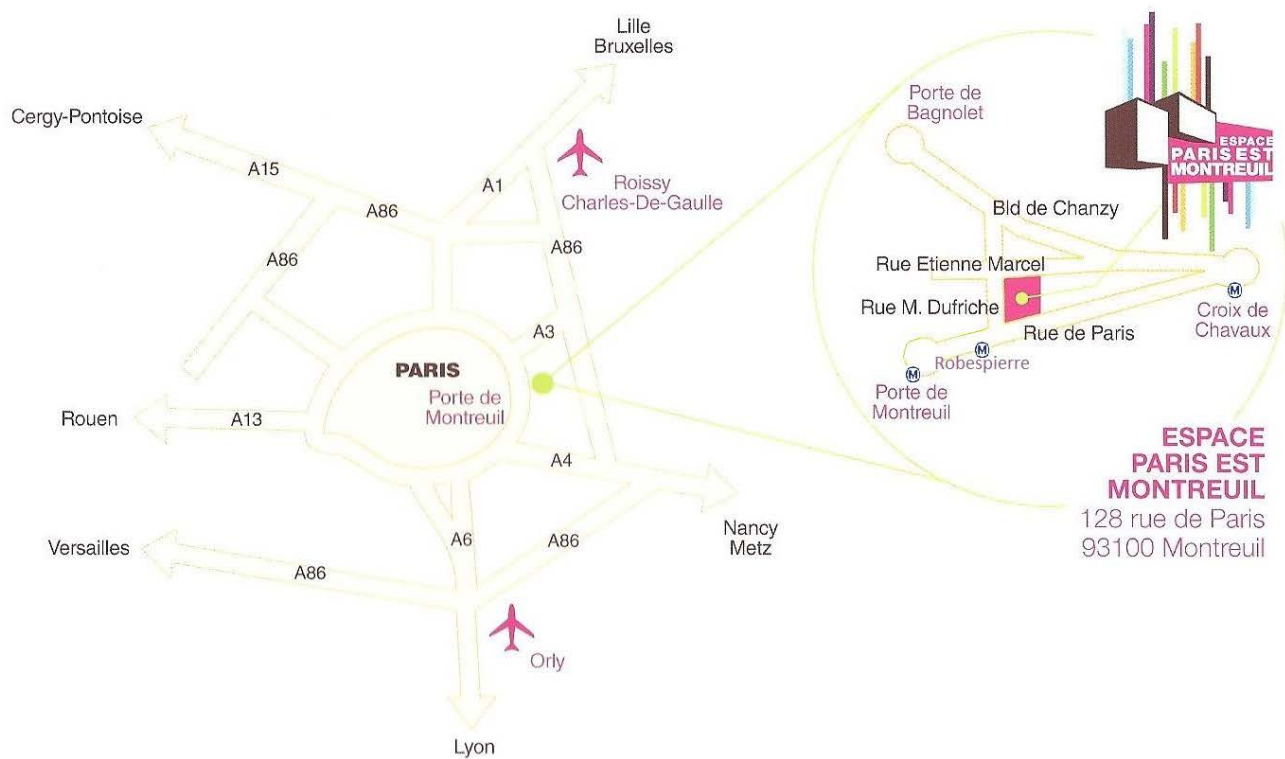 Lille
Bruxelles
Cergy-Pontoise
A15
A86
A1
Roissy
Charles-De-Gaulle
A86
A86
A3
PARIS
Porte de
Montreuil
Rouen
A13
A4
Nancy
Metz
A6
A86
Versailles
A86
Orly
Lyon
Porte de
Bagnolet
ESPACE
PARIS EST
MONTREUIL
Bld de Chanzy
Rue Etienne Marcel
Rue M. Dufriche
M
Croix de
Chavaux
Rue de Paris
M
Robespierre
M
Porte de
Montreuil
ESPACE
PARIS EST
MONTREUIL
128 rue de Paris
93100 Montreuil